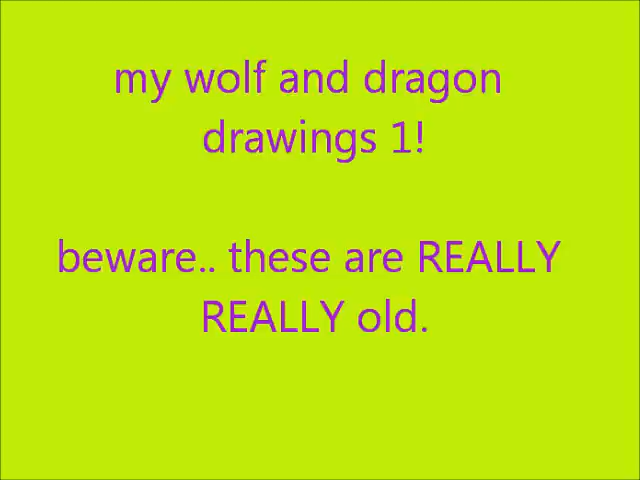 my wolf and dragon
drawings 1!
beware.. these are REALLY
REALLY old.